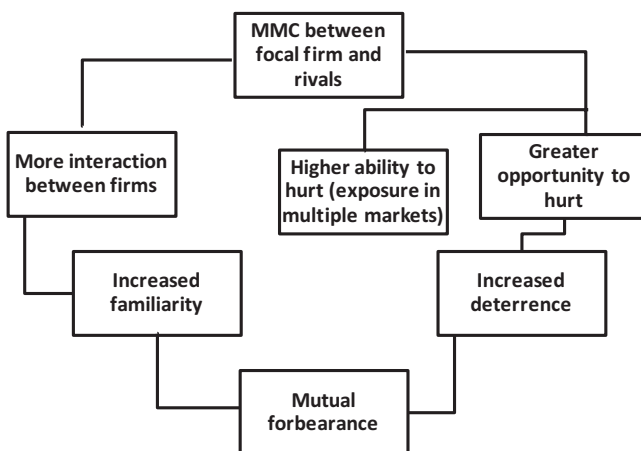 MMC between
focal firm and
rivals
More interaction
between firms
Higher ability to
hurt (exposure in
multiple markets)
Greater
opportunity to
hurt
Increased
familiarity
Increased
deterrence
Mutual
forbearance